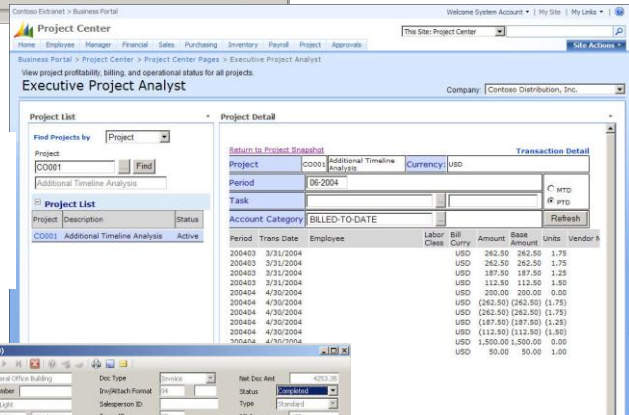 Contoso Extranet > Business Portal Welcome System Account | My Site | My Links
Project Center This Site: Project Center
Home Employee Manager Financial Sales Purchasing Inventory Payroll Project Approvals Site Actions
Business Portal > Project Center > Project Center Pages > Executive Project Analyst
View project profitability, billing, and operational status for all projects.
Executive Project Analyst Company: Contoso Distribution, Inc.
Project List
Find Projects by Project
Project
CO001 ... Find
Additional Timeline Analysis
Project List
Project Description Status
CO001 Additional Timeline Analysis Active
Project Detail
Return to Project Snapshot Transaction Detail
Project CO001 Additional Timeline Analysis Currency: USD
Period 06-2004 MTD
Task ... PTD
Account Category BILLED-TO-DATE ... Refresh
Period Trans Date Employee Labor Class Bill Curry Amount Base Amount Units Vendor
200403 3/31/2004 USD 262.50 262.50 1.75
200403 3/31/2004 USD 262.50 262.50 1.75
200403 3/31/2004 USD 187.50 187.50 1.25
200403 3/31/2004 USD 112.50 112.50 1.50
200404 4/30/2004 USD 200.00 200.00 0.00
200404 4/30/2004 USD (262.50) (262.50) (1.75)
200404 4/30/2004 USD (262.50) (262.50) (1.75)
200404 4/30/2004 USD (187.50) (187.50) (1.25)
200404 4/30/2004 USD (112.50) (112.50) (1.50)
200404 4/30/2004 USD 1,500.00 1,500.00 0.00
USD 50.00 50.00 1.00
Office Building Doc Type Invoice Net Doc Amt 4253.35
Inv/Attach Format 04 Status Completed
Light Salesperson ID Type Standard